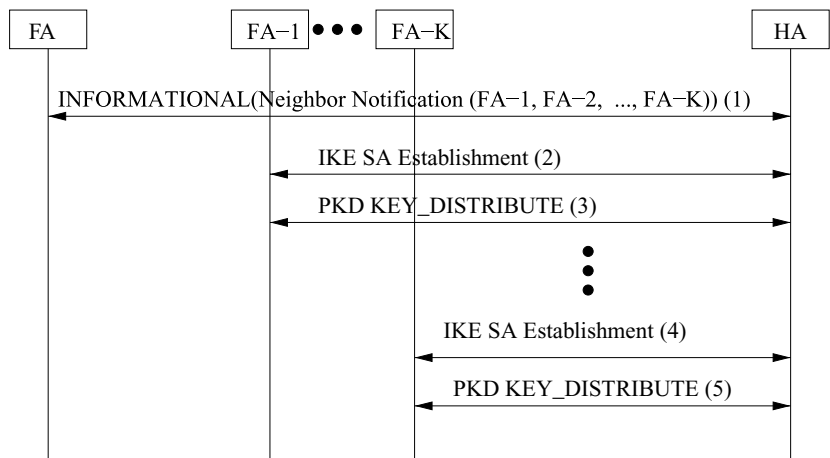 FA
FA−1
FA−K
HA
INFORMATIONAL(Neighbor Notification (FA−1, FA−2, ..., FA−K)) (1)
IKE SA Establishment (2)
PKD KEY_DISTRIBUTE (3)
IKE SA Establishment (4)
PKD KEY_DISTRIBUTE (5)